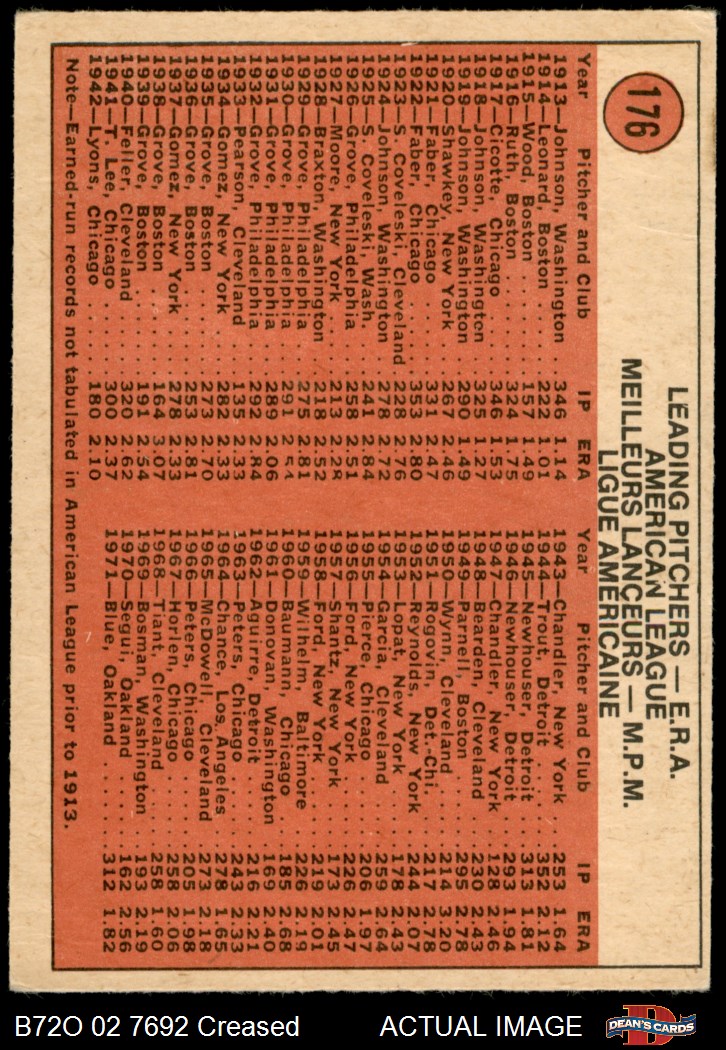 176
LEADING PITCHERS — E.R.A.
AMERICAN LEAGUE
MEILLEURS LANCEURS — M.P.M.
LIGUE AMERICAINE
Year Pitcher and Club IP ERA
1913—Johnson, Washington . 346 1.14
1914—Leonard, Boston . . . . . 222 1.01
1915—Wood, Boston . . . . . . . 157 1.49
1916—Ruth, Boston . . . . . . . 324 1.75
1917—Cicotte, Chicago . . . . . 346 1.53
1918—Johnson, Washington . 325 1.27
1919—Johnson, Washington . 290 1.49
1920—Shawkey, New York . . 267 2.46
1921—Faber, Chicago . . . . . . 331 2.47
1922—Faber, Chicago . . . . . . 353 2.80
1923—S. Coveleski, Cleveland 228 2.76
1924—Johnson, Washington . 278 2.72
1925—S. Coveleski, Wash. . . 241 2.84
1926—Grove, Philadelphia . . 258 2.51
1927—Moore, New York . . . . 213 2.28
1928—Braxton, Washington . . 218 2.52
1929—Grove, Philadelphia . . 275 2.81
1930—Grove, Philadelphia . . 291 2.54
1931—Grove, Philadelphia . . 289 2.06
1932—Grove, Philadelphia . . 292 2.84
1933—Pearson, Cleveland . . . 135 2.33
1934—Gomez, New York . . . . 282 2.33
1935—Grove, Boston . . . . . . 273 2.70
1936—Grove, Boston . . . . . . 253 2.81
1937—Gomez, New York . . . . 278 2.33
1938—Grove, Boston . . . . . . 164 3.07
1939—Grove, Boston . . . . . . 191 2.54
1940—Feller, Cleveland . . . . 320 2.62
1941—T. Lee, Chicago . . . . . 300 2.37
1942—Lyons, Chicago . . . . . . 180 2.10
Year Pitcher and Club IP ERA
1943—Chandler, New York . . 253 1.64
1944—Trout, Detroit . . . . . . 352 2.12
1945—Newhouser, Detroit . . . 313 1.81
1946—Newhouser, Detroit . . . 293 1.94
1947—Chandler, New York . . 128 2.46
1948—Bearden, Cleveland . . . 230 2.43
1949—Parnell, Boston . . . . . 295 2.78
1950—Wynn, Cleveland . . . . 214 3.20
1951—Rogovin, Det.-Chi. . . . 217 2.78
1952—Reynolds, New York . . 244 2.07
1953—Lopat, New York . . . . 178 2.43
1954—Garcia, Cleveland . . . . 259 2.64
1955—Pierce, Chicago . . . . . 206 1.97
1956—Ford, New York . . . . . 226 2.47
1957—Shantz, New York . . . . 173 2.45
1958—Ford, New York . . . . . 219 2.01
1959—Wilhelm, Baltimore . . . 226 2.19
1960—Baumann, Chicago . . . 185 2.68
1961—Donovan, Washington . 169 2.40
1962—Aguirre, Detroit . . . . . 216 2.21
1963—Peters, Chicago . . . . . 243 2.33
1964—Chance, Los Angeles . . 278 1.65
1965—McDowell, Cleveland . . 273 2.18
1966—Peters, Chicago . . . . . 205 1.98
1967—Horlen, Chicago . . . . . 258 2.06
1968—Tiant, Cleveland . . . . . 258 1.60
1969—Bosman, Washington . . 193 2.19
1970—Segui, Oakland . . . . . . 162 2.56
1971—Blue, Oakland . . . . . . 312 1.82
Note—Earned-run records not tabulated in American League prior to 1913.
B72O 02 7692 Creased
ACTUAL IMAGE
D
DEAN'S CARDS